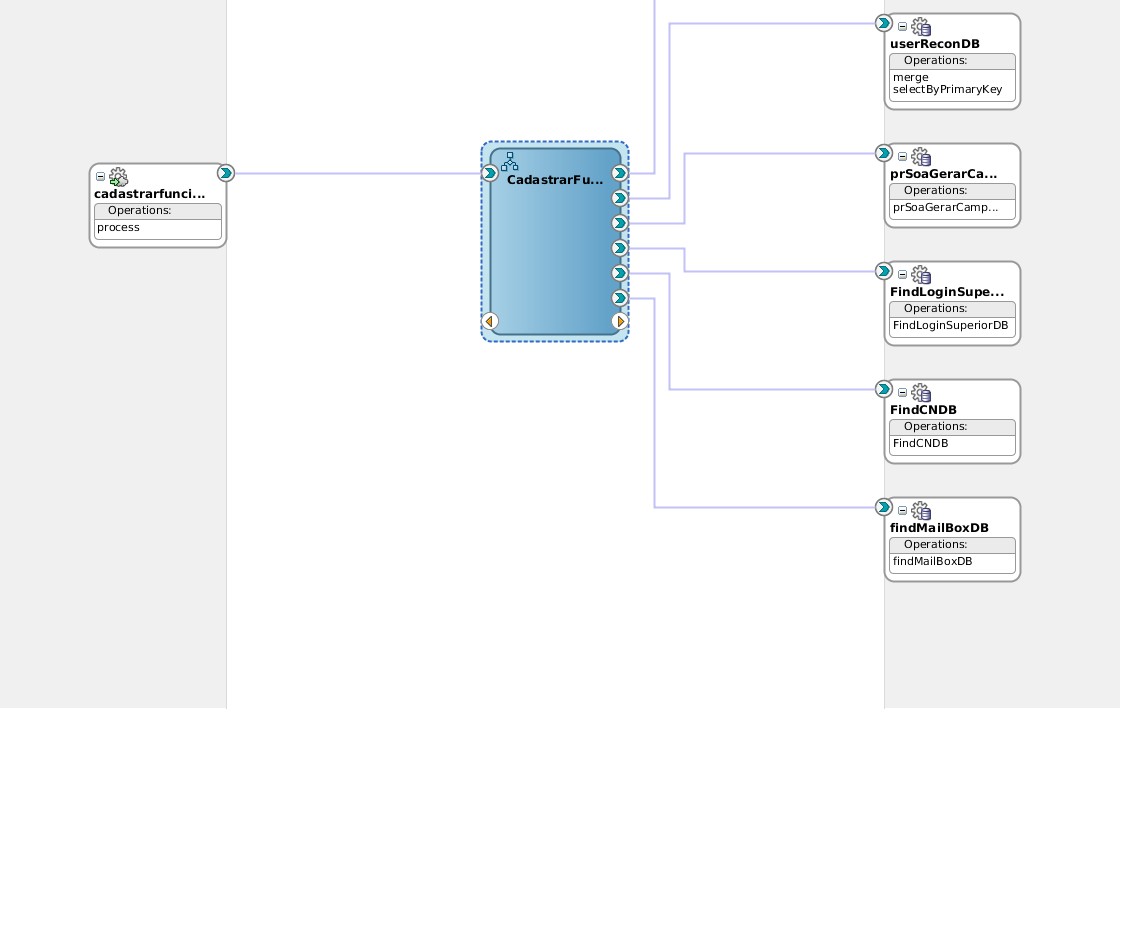 userReconDB
Operations:
merge
selectByPrimaryKey
prSoaGerarCa...
Operations:
prSoaGerarCamp...
cadastrarfunci...
Operations:
process
CadastrarFu...
FindLoginSupe...
Operations:
FindLoginSuperiorDB
FindCNDB
Operations:
FindCNDB
findMailBoxDB
Operations:
findMailBoxDB